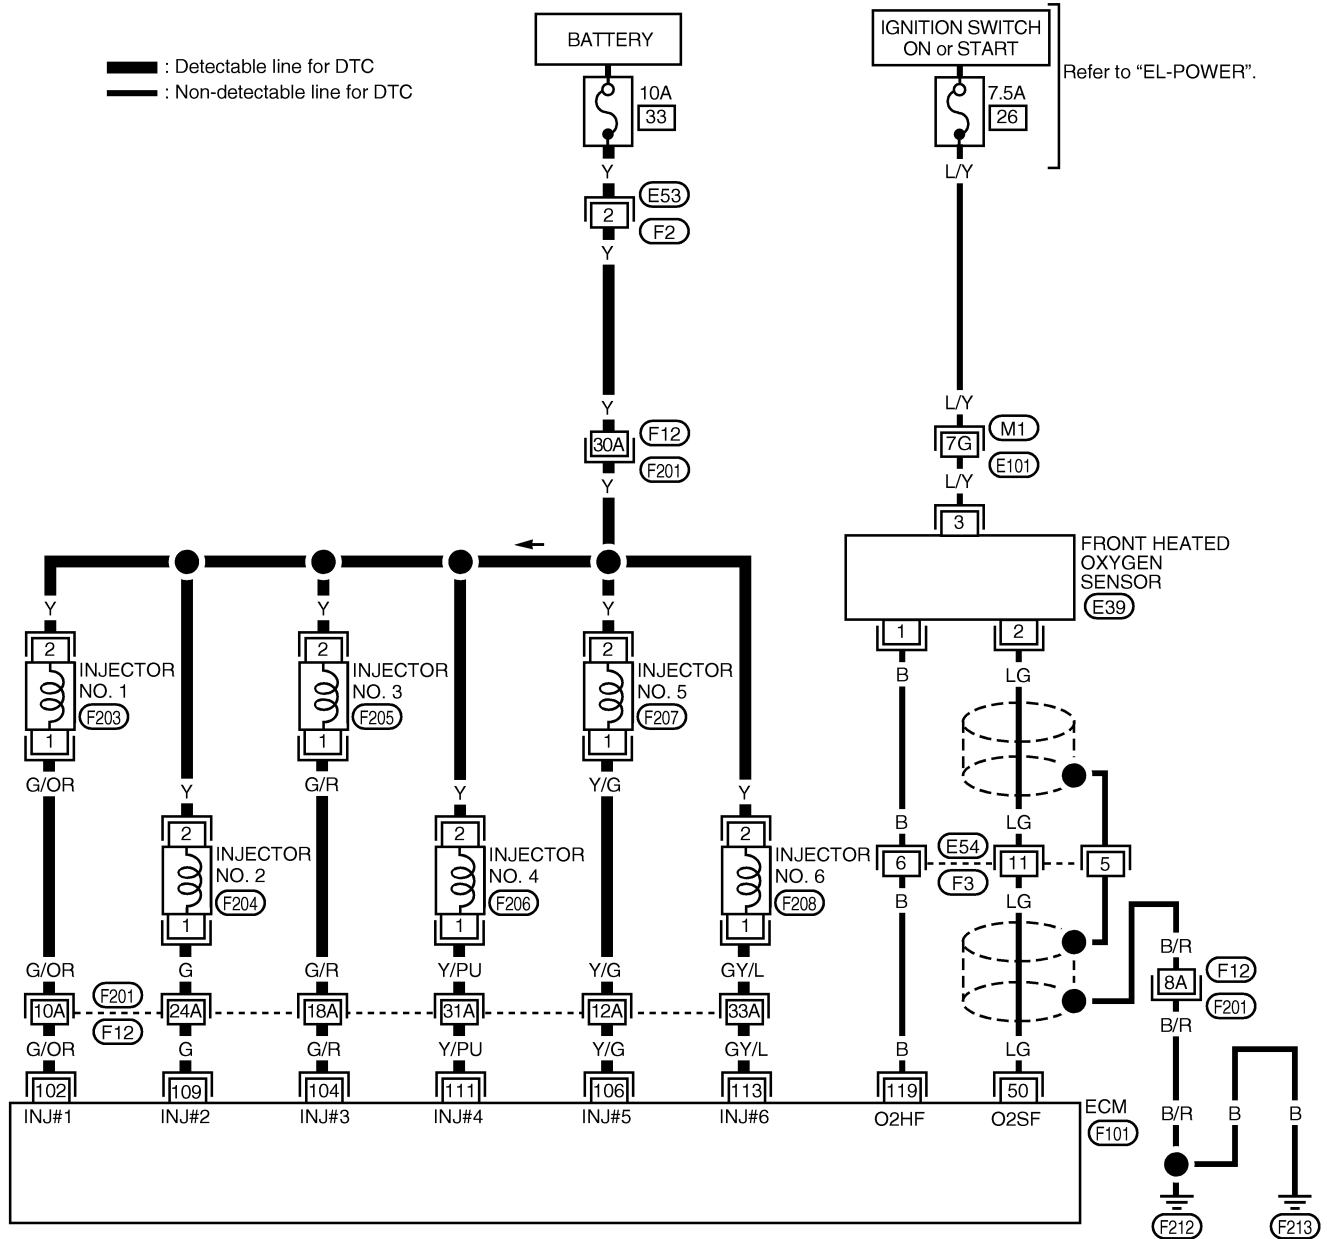 BATTERY
IGNITION SWITCH
ON or START
Refer to “EL-POWER”.
: Detectable line for DTC
: Non-detectable line for DTC
10A
33
7.5A
26
Y
L/Y
E53
2
F2
Y
Y
L/Y
F12
M1
30A
7G
F201
E101
Y
L/Y
3
FRONT HEATED
OXYGEN
SENSOR
E39
Y
Y
Y
1
2
2
2
2
B
LG
INJECTOR
NO. 1
F203
INJECTOR
NO. 3
F205
INJECTOR
NO. 5
F207
1
1
1
G/OR
G/R
Y/G
Y
Y
Y
B
LG
2
2
2
E54
6
11
5
F3
INJECTOR
NO. 2
F204
INJECTOR
NO. 4
F206
INJECTOR
NO. 6
F208
B
LG
1
1
1
B/R
G/OR
G
G/R
Y/PU
Y/G
GY/L
F12
8A
F201
F201
10A
24A
18A
31A
12A
33A
F12
B/R
G/OR
G
G/R
Y/PU
Y/G
GY/L
B
LG
102
109
104
111
106
113
119
50
INJ#1
INJ#2
INJ#3
INJ#4
INJ#5
INJ#6
O2HF
O2SF
ECM
F101
B/R
B
B
F212
F213